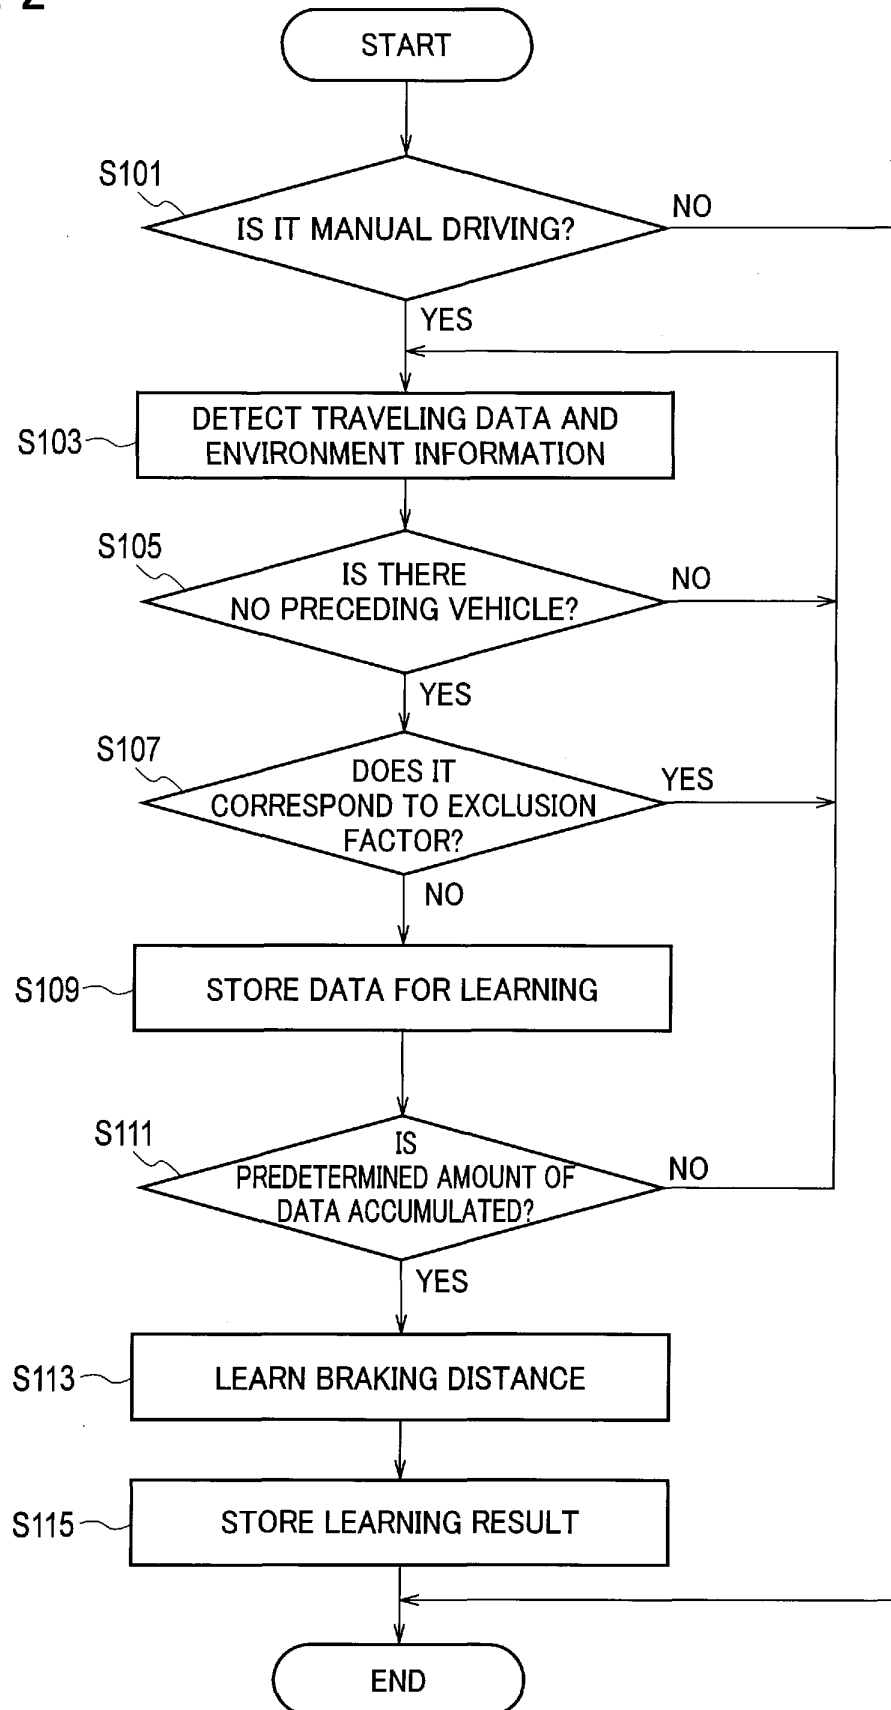 2
START
S101
IS IT MANUAL DRIVING?
NO
YES
S103
DETECT TRAVELING DATA AND
ENVIRONMENT INFORMATION
S105
IS THERE
NO PRECEDING VEHICLE?
NO
YES
S107
DOES IT
CORRESPOND TO EXCLUSION
FACTOR?
YES
NO
S109
STORE DATA FOR LEARNING
S111
IS
PREDETERMINED AMOUNT OF
DATA ACCUMULATED?
NO
YES
S113
LEARN BRAKING DISTANCE
S115
STORE LEARNING RESULT
END